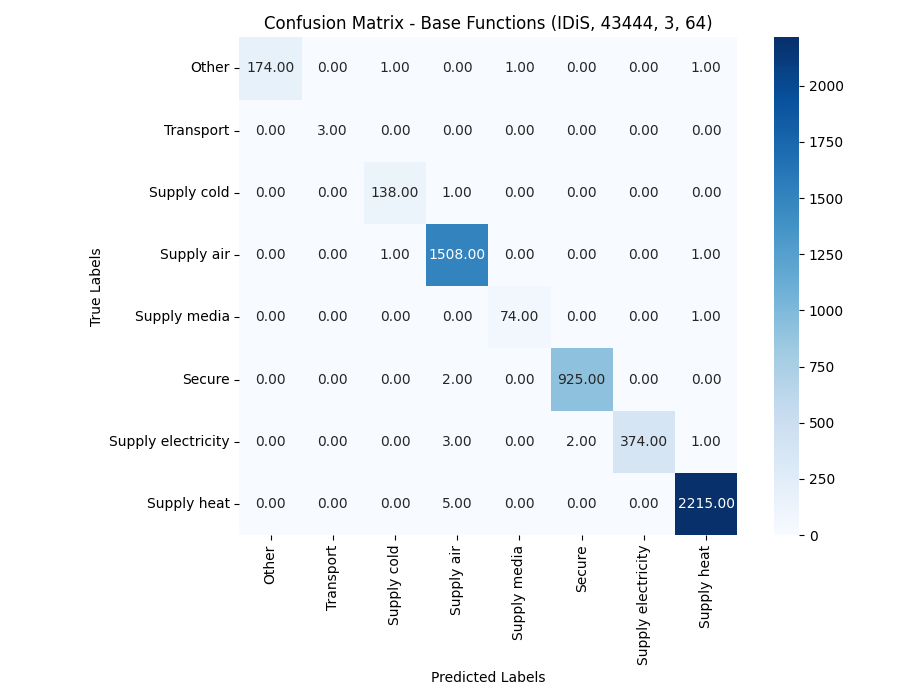 Confusion Matrix - Base Functions (IDiS, 43444, 3, 64)
Other 174.00 0.00 1.00 0.00 1.00 0.00 0.00 1.00
Transport 0.00 3.00 0.00 0.00 0.00 0.00 0.00 0.00
Supply cold 0.00 0.00 138.00 1.00 0.00 0.00 0.00 0.00
Supply air 0.00 0.00 1.00 1508.00 0.00 0.00 0.00 1.00
Supply media 0.00 0.00 0.00 0.00 74.00 0.00 0.00 1.00
Secure 0.00 0.00 0.00 2.00 0.00 925.00 0.00 0.00
Supply electricity 0.00 0.00 0.00 3.00 0.00 2.00 374.00 1.00
Supply heat 0.00 0.00 0.00 5.00 0.00 0.00 0.00 2215.00
True Labels
Other
Transport
Supply cold
Supply air
Supply media
Secure
Supply electricity
Supply heat
Predicted Labels
2000
1750
1500
1250
1000
750
500
250
0